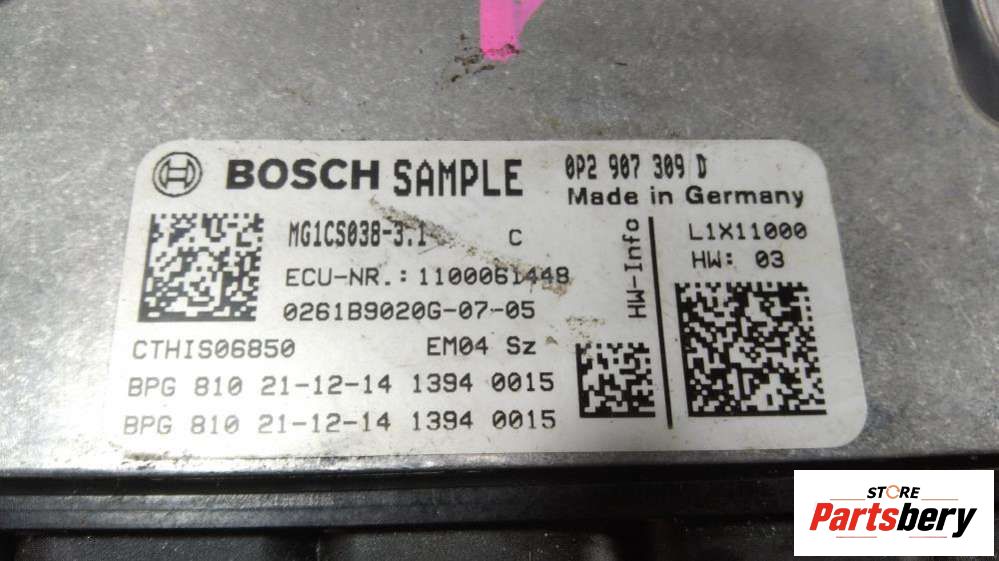 BOSCH SAMPLE 0P2 907 309 D
Made in Germany
MG1CS038-3.1 C
ECU-NR.:1100061448
0261B9020G-07-05
CTHIS06850 EM04 Sz
BPG 810 21-12-14 1394 0015
BPG 810 21-12-14 1394 0015
HW-Info
L1X11000
HW: 03
STORE
Partsbery